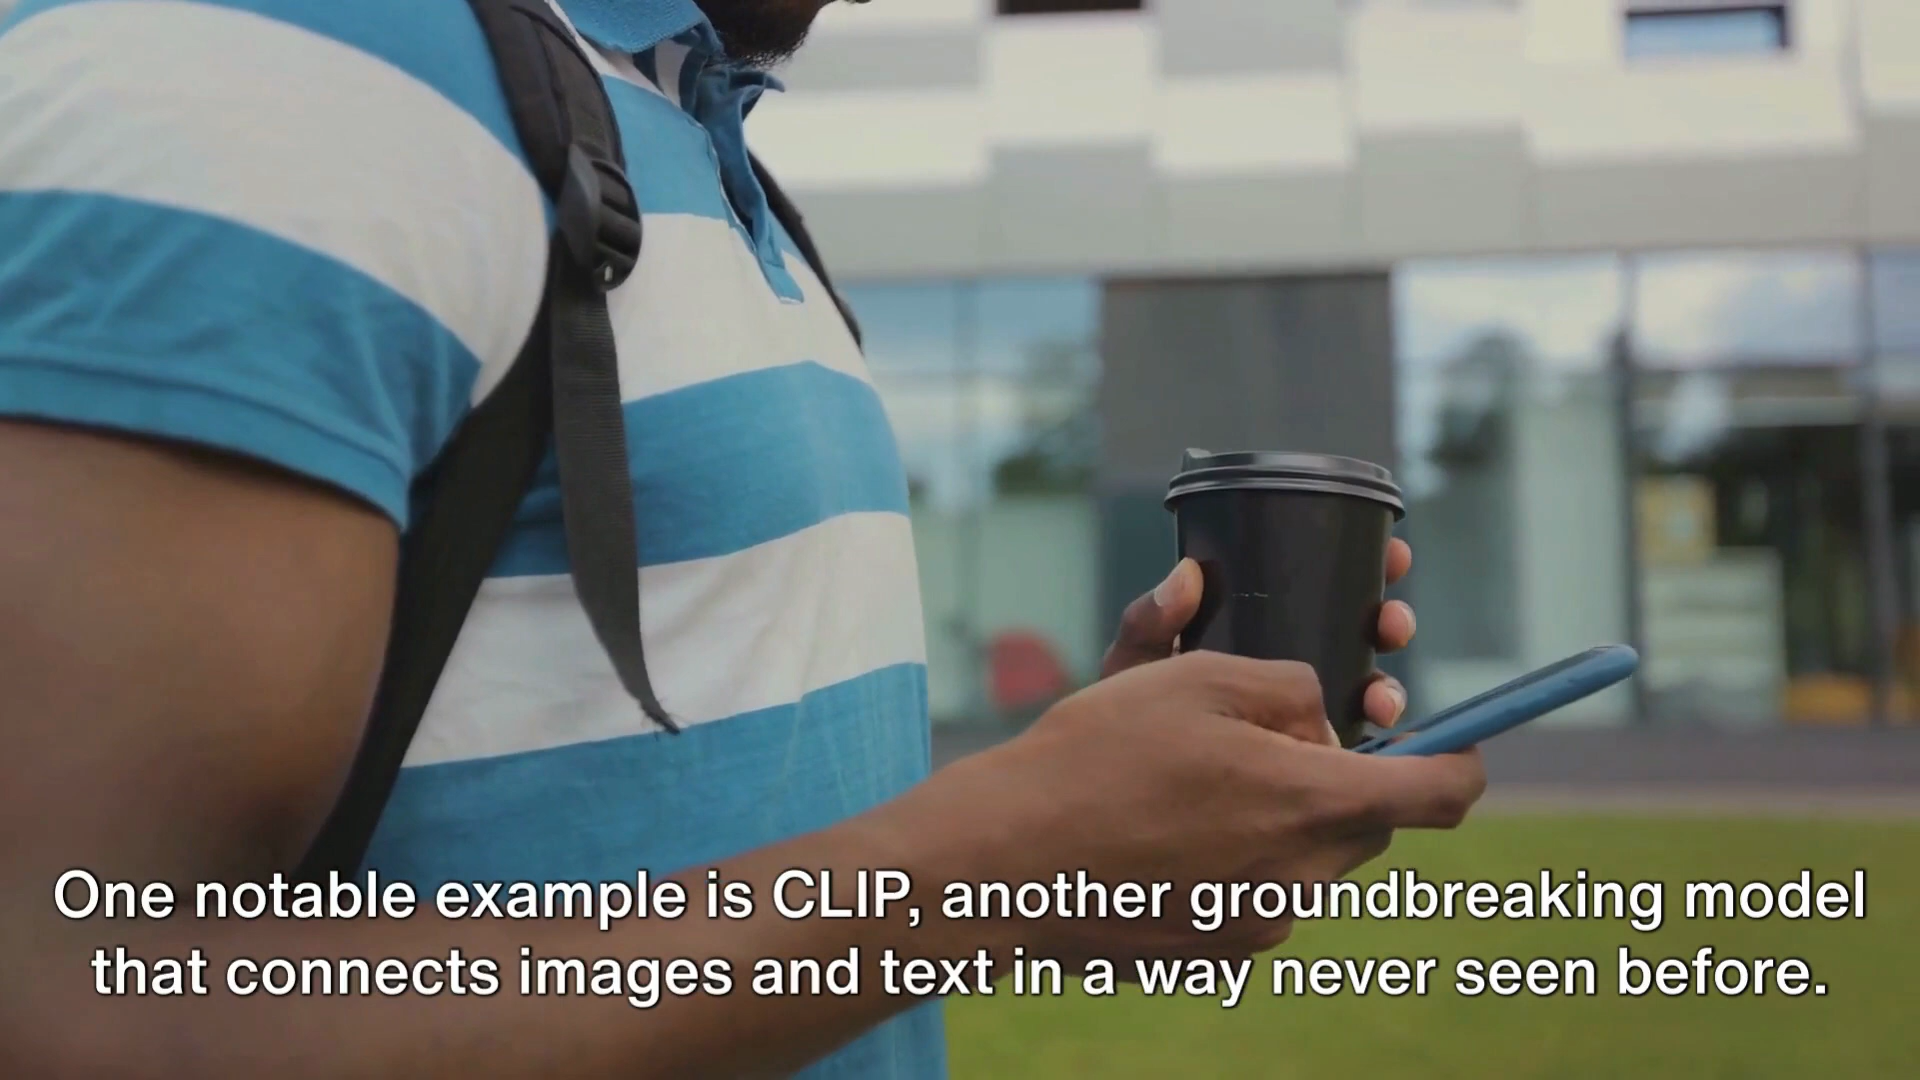 One notable example is CLIP, another groundbreaking model
that connects images and text in a way never seen before.